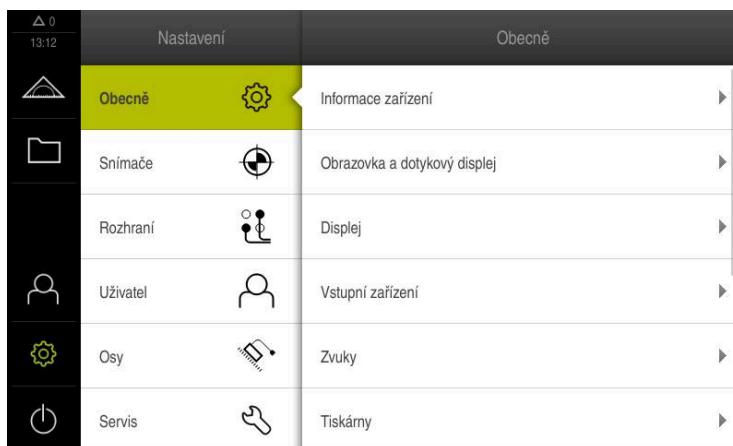 0
13:12
Nastavení
Obecně
Obecně
Snímače
Rozhraní
Uživatel
Osy
Servis
Informace zařízení
Obrazovka a dotykový displej
Displej
Vstupní zařízení
Zvuky
Tiskárny